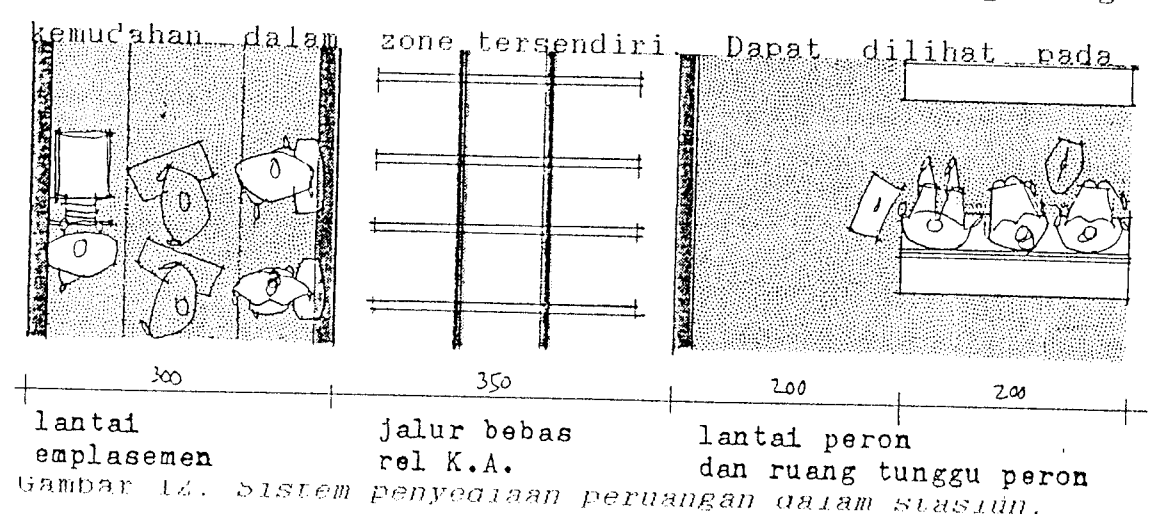 kemudahan dalam zone tersendiri. Dapat dilihat pada
300 350 200 200
lantai emplasemen
jalur bebas rel K.A.
lantai peron dan ruang tunggu peron
Gambar 12. Sistem penyediaan peruangan dalam stasiun.